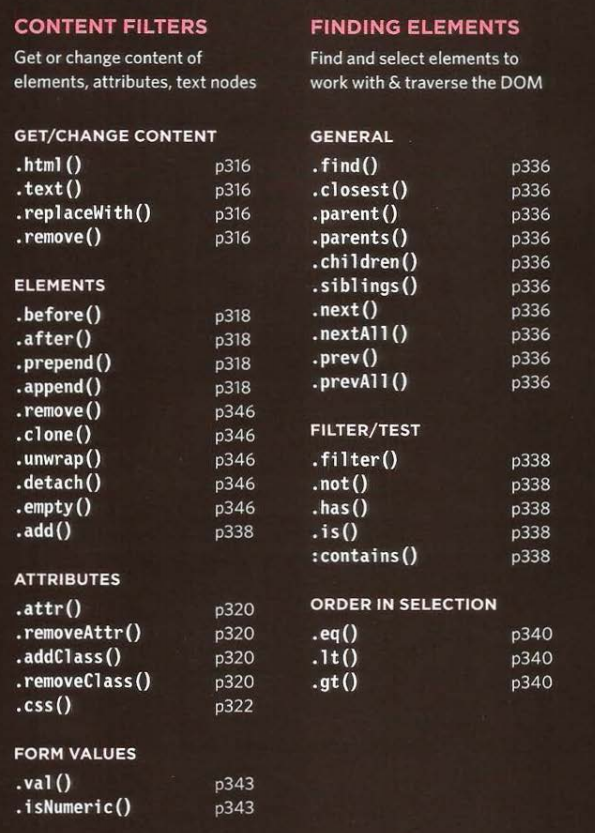 CONTENT FILTERS
Get or change content of
elements, attributes, text nodes
GET/CHANGE CONTENT
.html() p316
.text() p316
.replaceWith() p316
.remove() p316
ELEMENTS
.before() p318
.after() p318
.prepend() p318
.append() p318
.remove() p346
.clone() p346
.unwrap() p346
.detach() p346
.empty() p346
.add() p338
ATTRIBUTES
.attr() p320
.removeAttr() p320
.addClass() p320
.removeClass() p320
.css() p322
FORM VALUES
.val() p343
.isNumeric() p343
FINDING ELEMENTS
Find and select elements to
work with & traverse the DOM
GENERAL
.find() p336
.closest() p336
.parent() p336
.parents() p336
.children() p336
.siblings() p336
.next() p336
.nextAll() p336
.prev() p336
.prevAll() p336
FILTER/TEST
.filter() p338
.not() p338
.has() p338
.is() p338
:contains() p338
ORDER IN SELECTION
.eq() p340
.lt() p340
.gt() p340